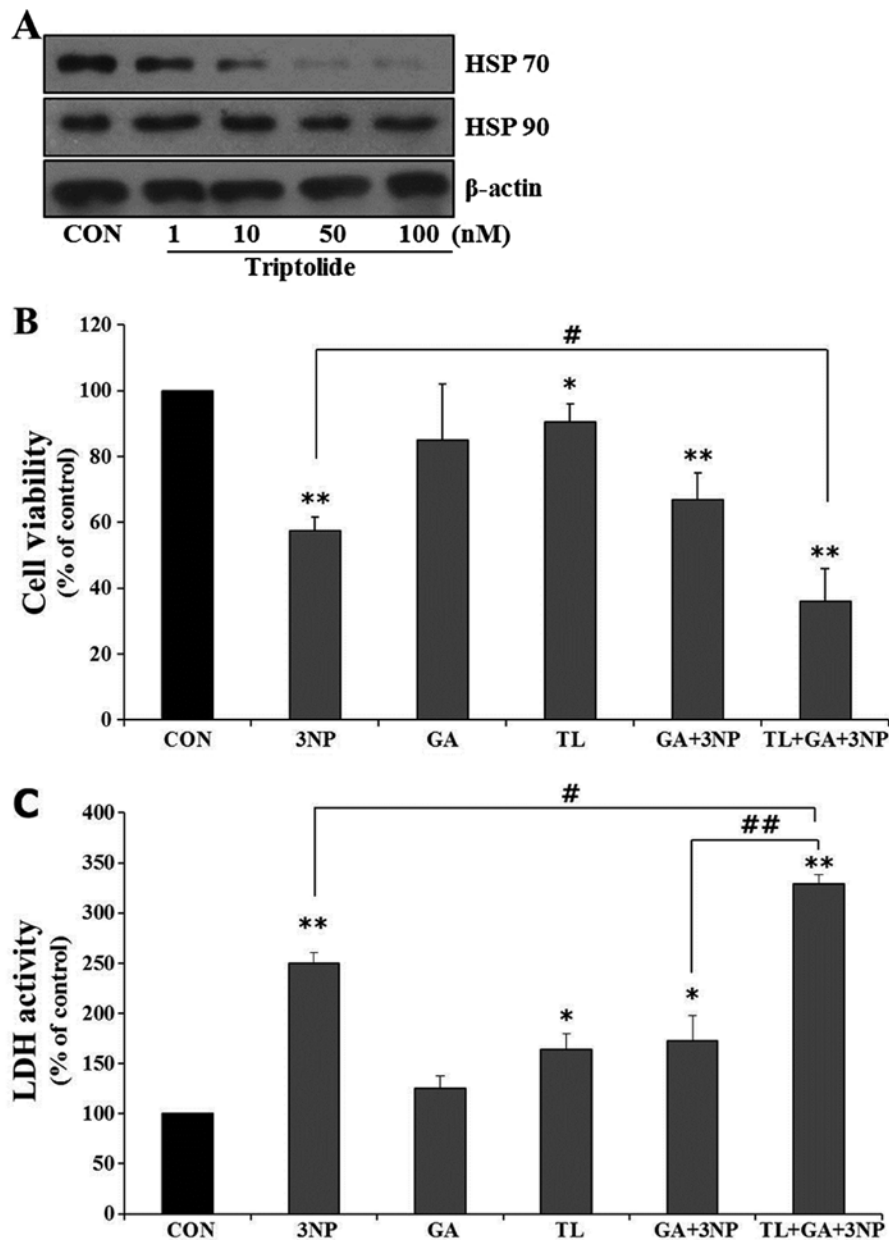 A
HSP 70
HSP 90
β-actin
CON 1 10 50 100 (nM)
Triptolide
B
Cell viability
(% of control)
120
100
80
60
40
20
0
#
**
*
**
**
CON 3NP GA TL GA+3NP TL+GA+3NP
C
LDH activity
(% of control)
400
350
300
250
200
150
100
50
0
#
##
**
**
*
*
CON 3NP GA TL GA+3NP TL+GA+3NP